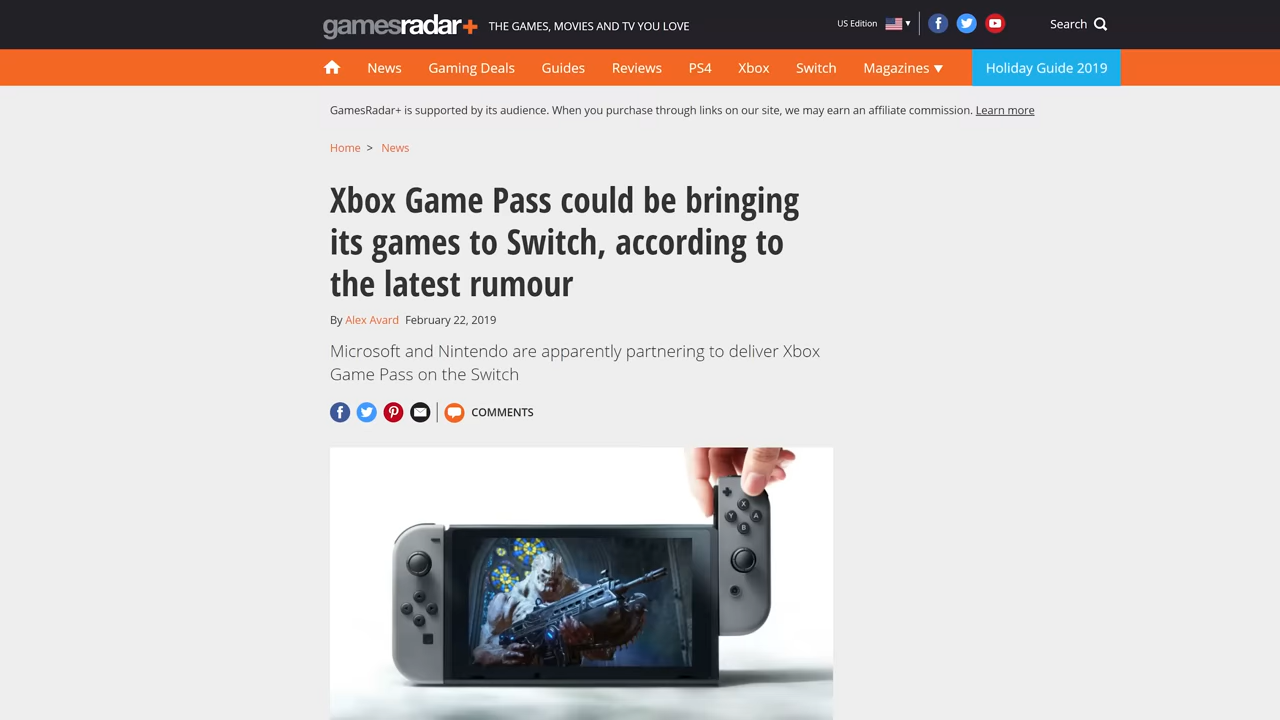 gamesradar+ THE GAMES, MOVIES AND TV YOU LOVE US Edition Search
News Gaming Deals Guides Reviews PS4 Xbox Switch Magazines Holiday Guide 2019
GamesRadar+ is supported by its audience. When you purchase through links on our site, we may earn an affiliate commission. Learn more
Home > News
Xbox Game Pass could be bringing
its games to Switch, according to
the latest rumour
By Alex Avard February 22, 2019
Microsoft and Nintendo are apparently partnering to deliver Xbox
Game Pass on the Switch
COMMENTS
X
Y A
B